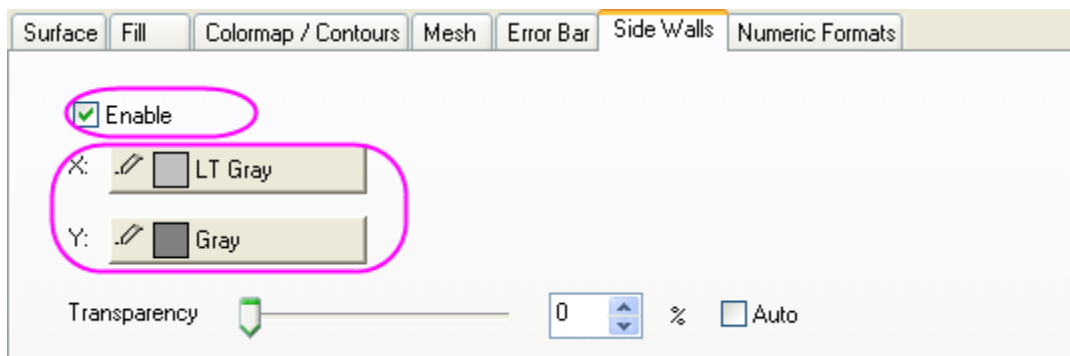 Surface Fill Colormap / Contours Mesh Error Bar Side Walls Numeric Formats
Enable
X: LT Gray
Y: Gray
Transparency 0 % Auto